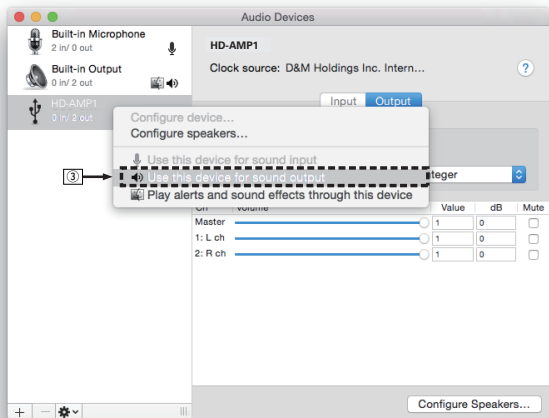 Audio Devices
Built-in Microphone
2 in/ 0 out
Built-in Output
0 in/ 2 out
HD-AMP1
0 in/ 2 out
HD-AMP1
Clock source: D&M Holdings Inc. Intern...
?
Input Output
Configure device...
Configure speakers...
Use this device for sound input
③ Use this device for sound output
Play alerts and sound effects through this device
teger
Ch Volume Value dB Mute
Master 1 0
1: L ch 1 0
2: R ch 1 0
Configure Speakers...